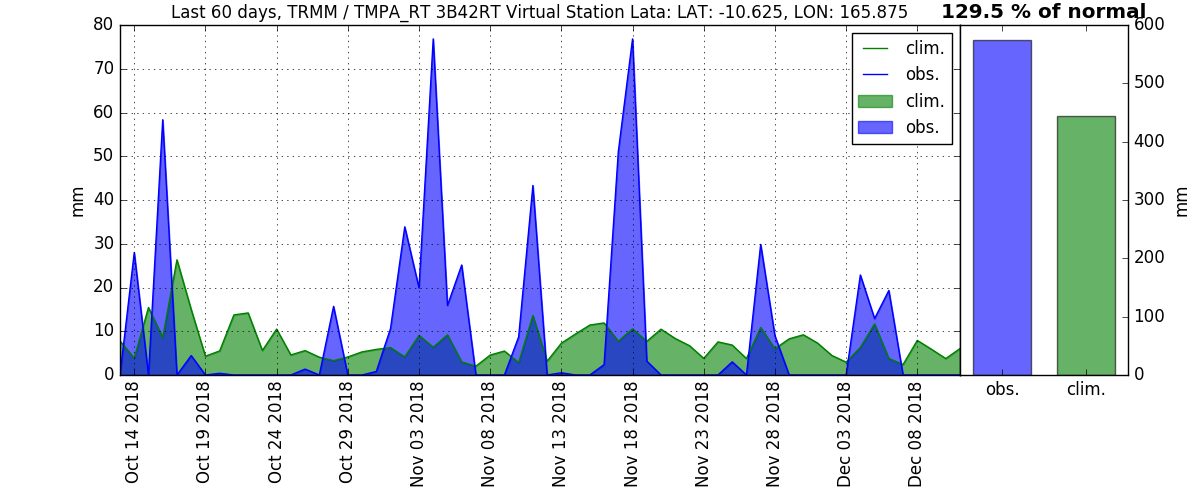 Last 60 days, TRMM / TMPA_RT 3B42RT Virtual Station Lata: LAT: -10.625, LON: 165.875
129.5 % of normal
mm
80
70
60
50
40
30
20
10
0
clim.
obs.
clim.
obs.
Oct 14 2018
Oct 19 2018
Oct 24 2018
Oct 29 2018
Nov 03 2018
Nov 08 2018
Nov 13 2018
Nov 18 2018
Nov 23 2018
Nov 28 2018
Dec 03 2018
Dec 08 2018
obs.
clim.
600
500
400
300
200
100
0
mm